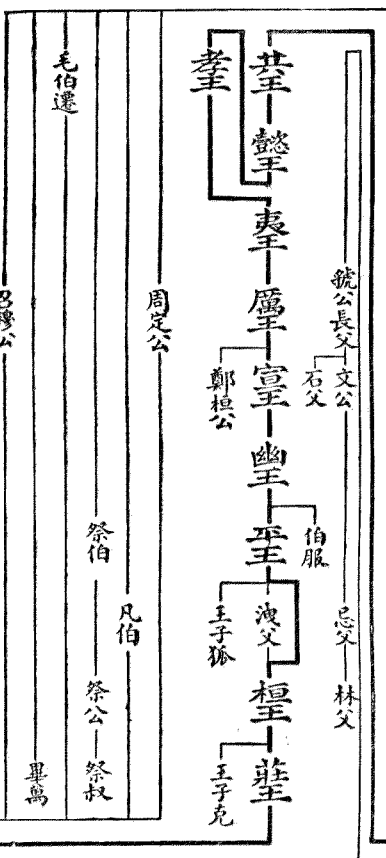 虢公長父
文公
石父
忌父
林父
共王
懿王
孝王
夷王
厲王
宣王
鄭桓公
幽王
伯服
平王
洩父
王子狐
桓王
莊王
王子克
周定公
凡伯
祭伯
祭公
祭叔
毛伯遷
畢萬
召穆公